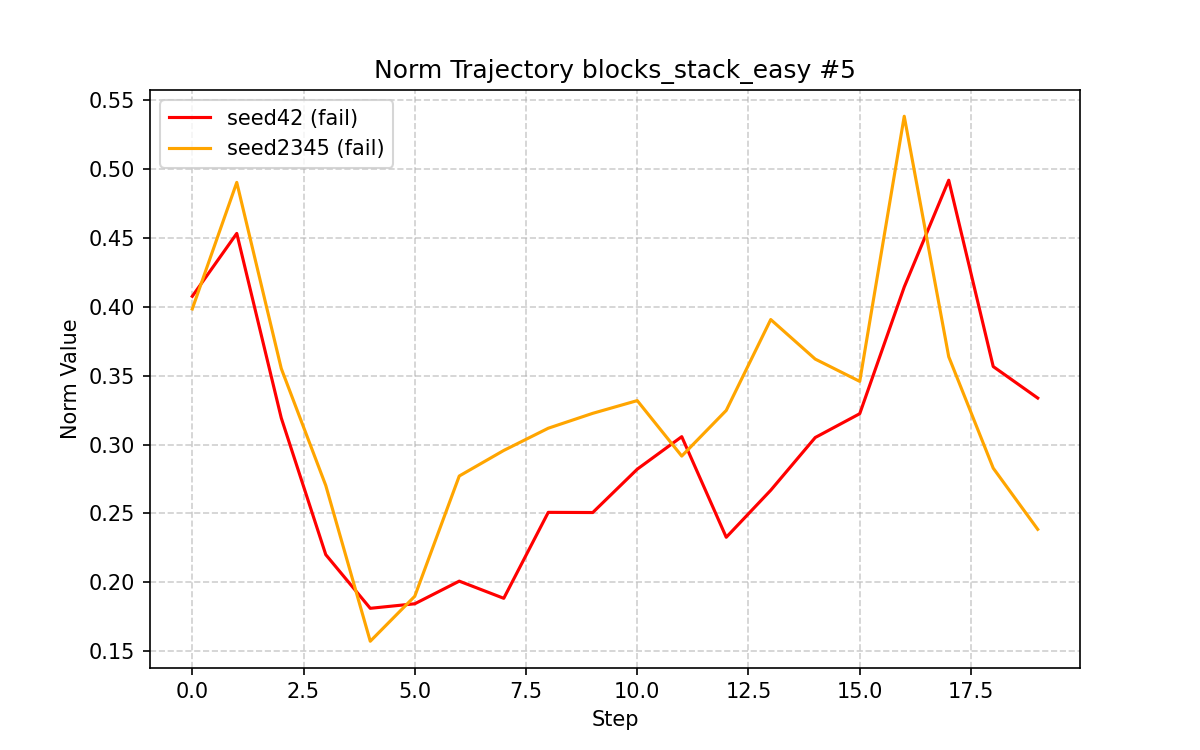 Norm Trajectory blocks_stack_easy #5
seed42 (fail)
seed2345 (fail)
Norm Value
0.55
0.50
0.45
0.40
0.35
0.30
0.25
0.20
0.15
0.0 2.5 5.0 7.5 10.0 12.5 15.0 17.5
Step